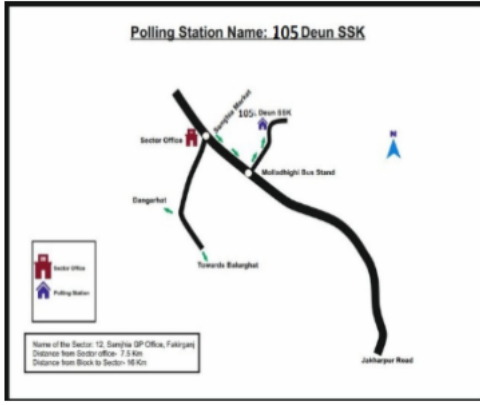 Polling Station Name: 105 Deun SSK
Samjhia Market
105 Deun SSK
Sector Office
N
Molladhighi Bus Stand
Dangarhat
Towards Balurghat
Sector Office
Polling Station
Name of the Sector: 12, Samjhia GP Office, Fakirganj
Distance from Sector office- 7.5 Km
Distance from Block to Sector- 16 Km
Jakharpur Road